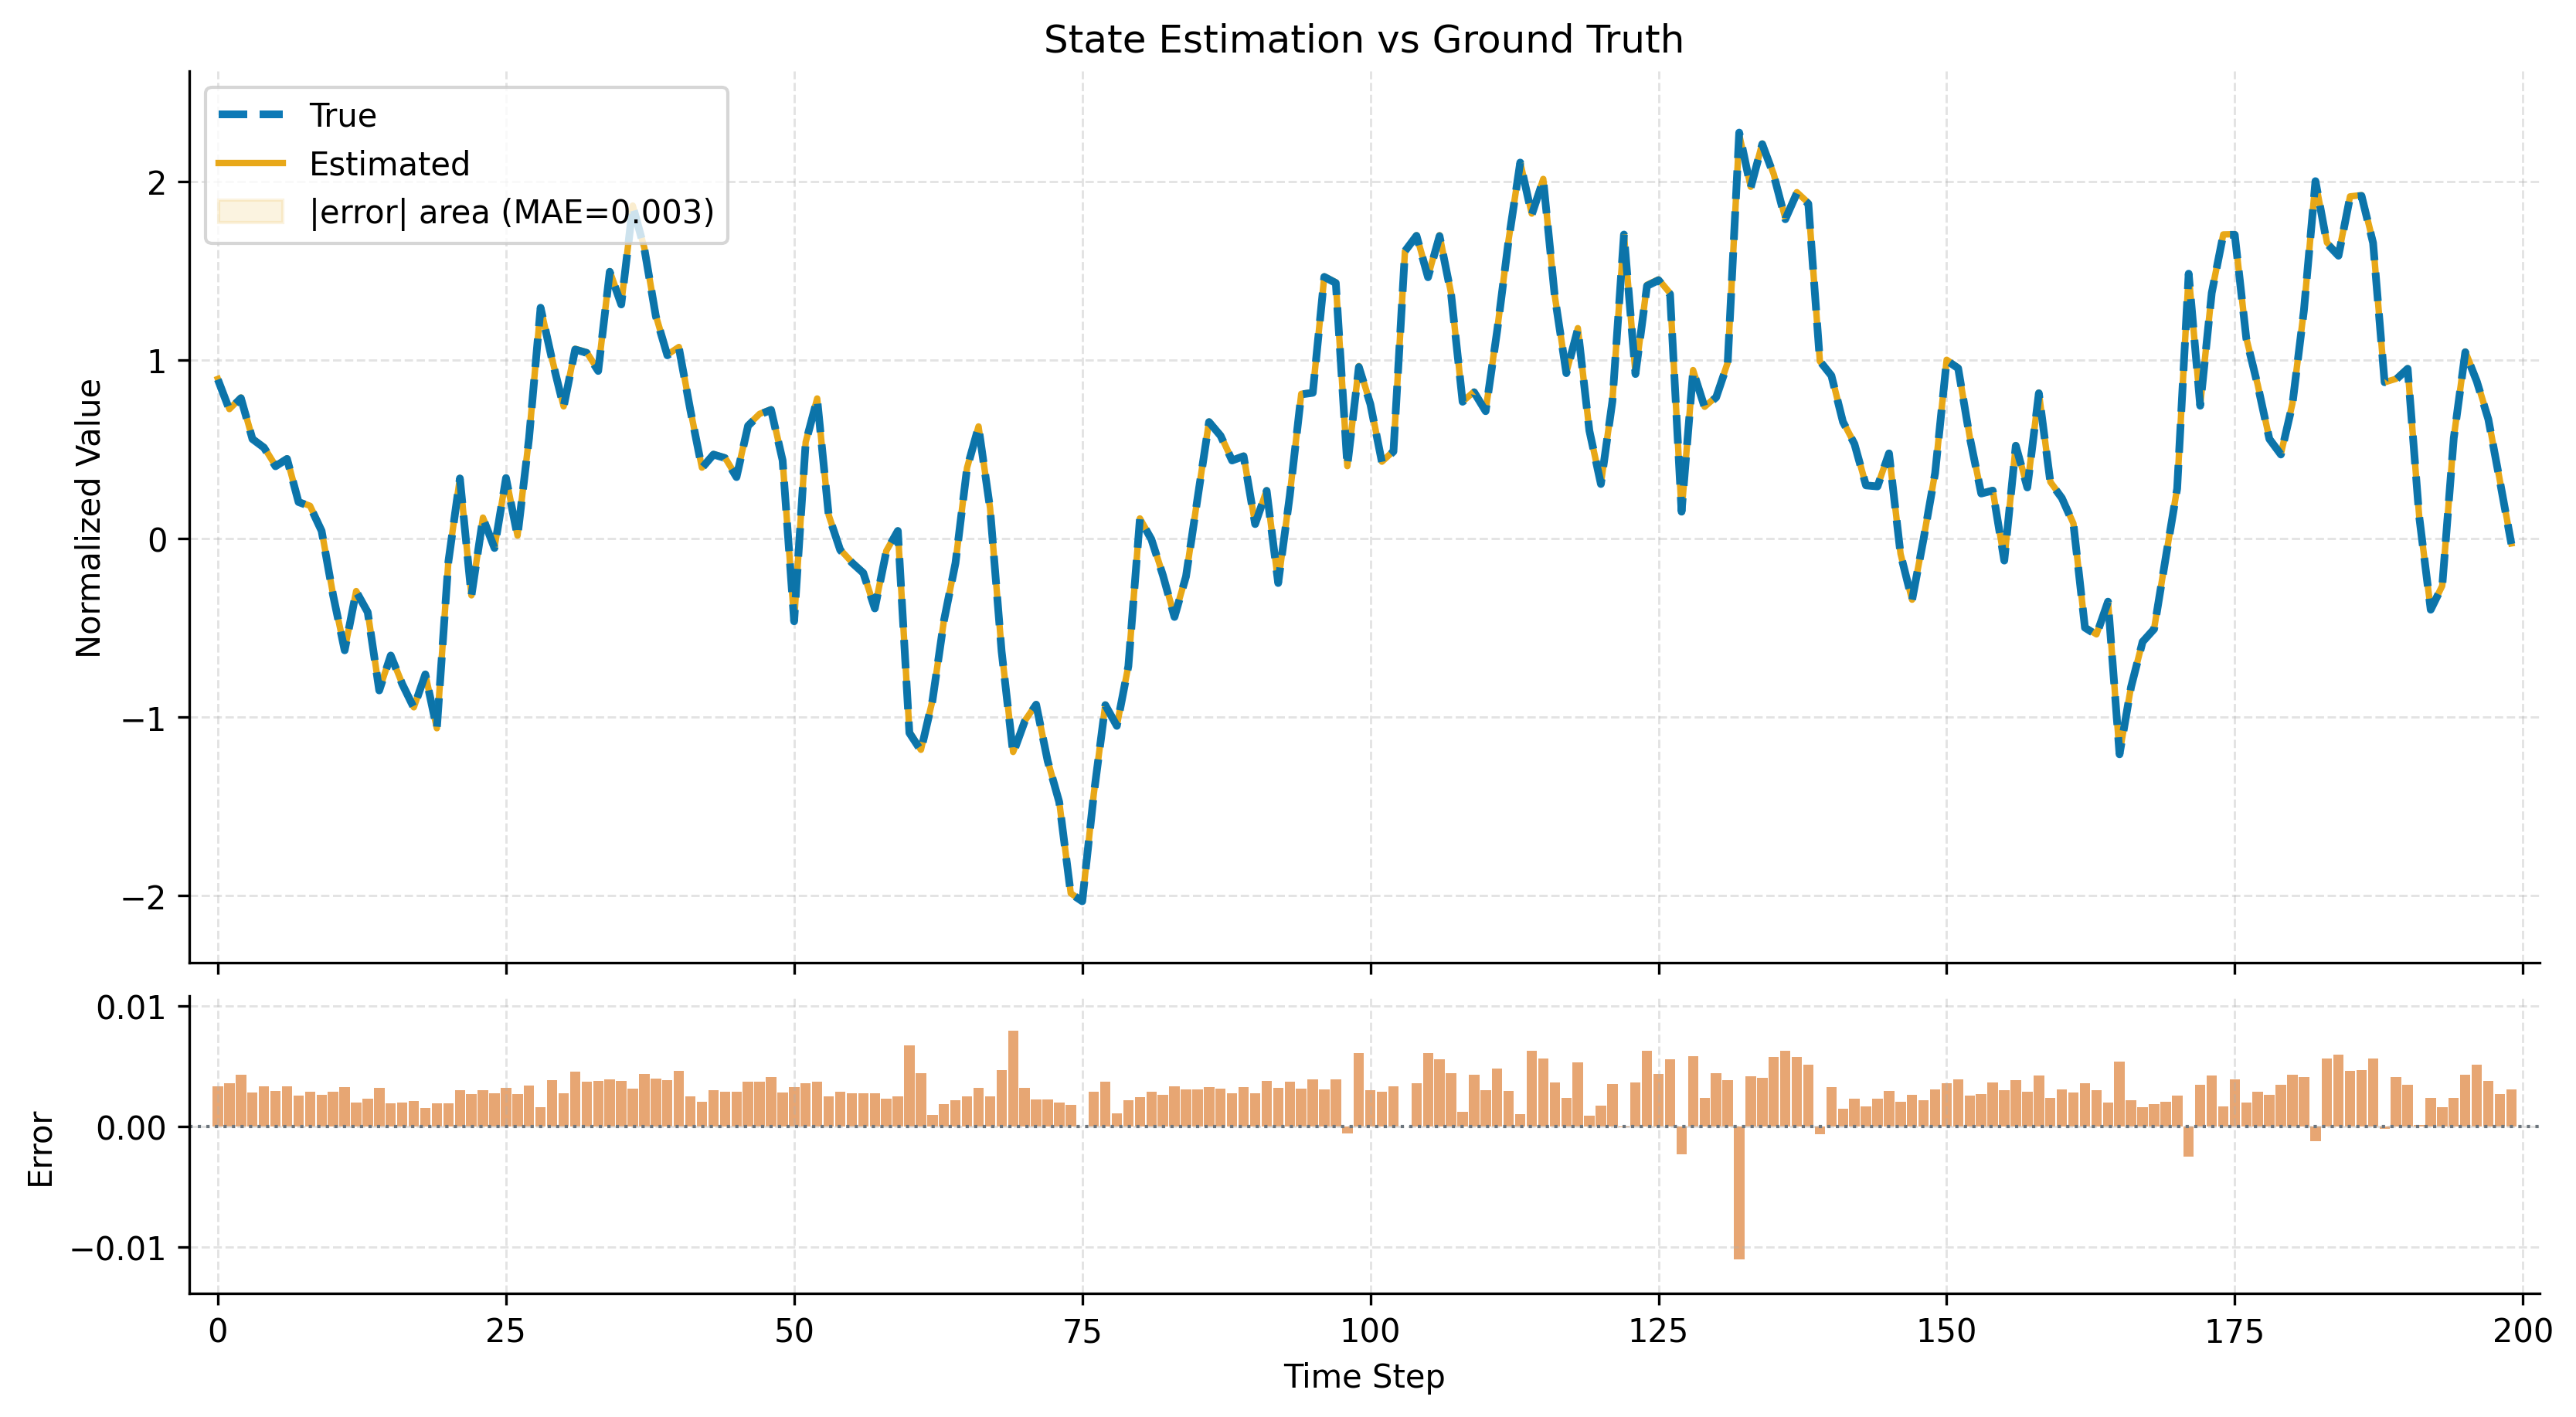 State Estimation vs Ground Truth
True
Estimated
|error| area (MAE=0.003)
Normalized Value
2
1
0
−1
−2
Error
0.01
0.00
−0.01
0 25 50 75 100 125 150 175 200
Time Step